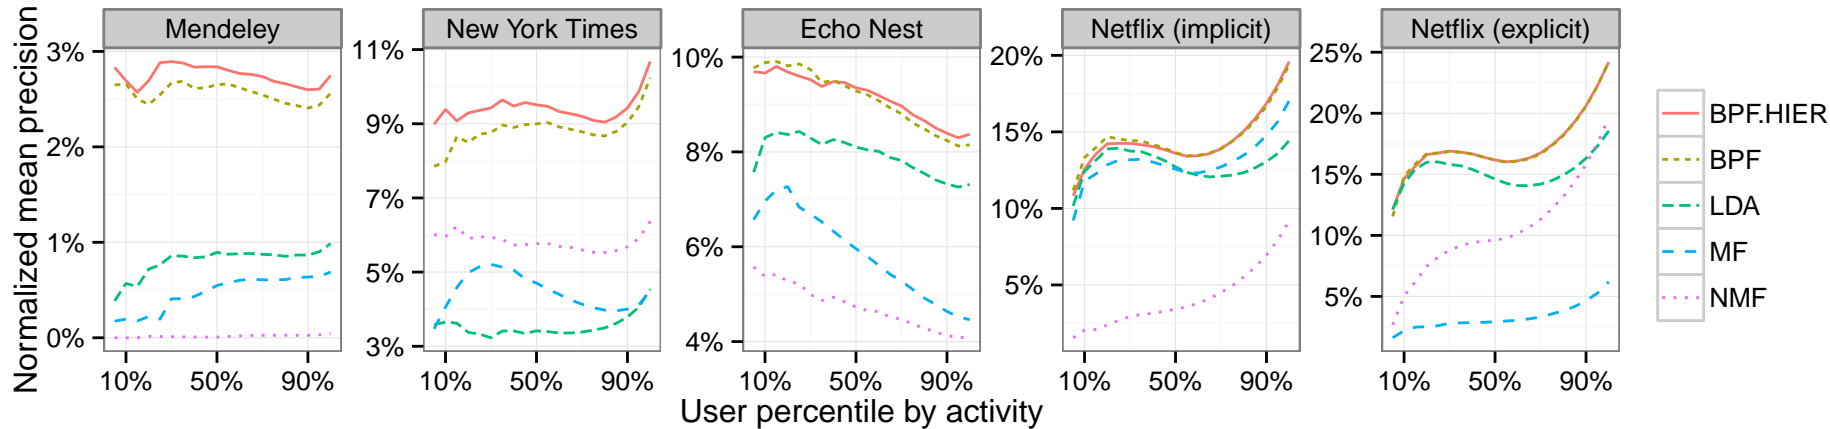 Normalized mean precision
Mendeley
3%
2%
1%
0%
10% 50% 90%
New York Times
11%
9%
7%
5%
3%
10% 50% 90%
Echo Nest
10%
8%
6%
4%
10% 50% 90%
Netflix (implicit)
20%
15%
10%
5%
10% 50% 90%
Netflix (explicit)
25%
20%
15%
10%
5%
10% 50% 90%
User percentile by activity
BPF.HIER
BPF
LDA
MF
NMF